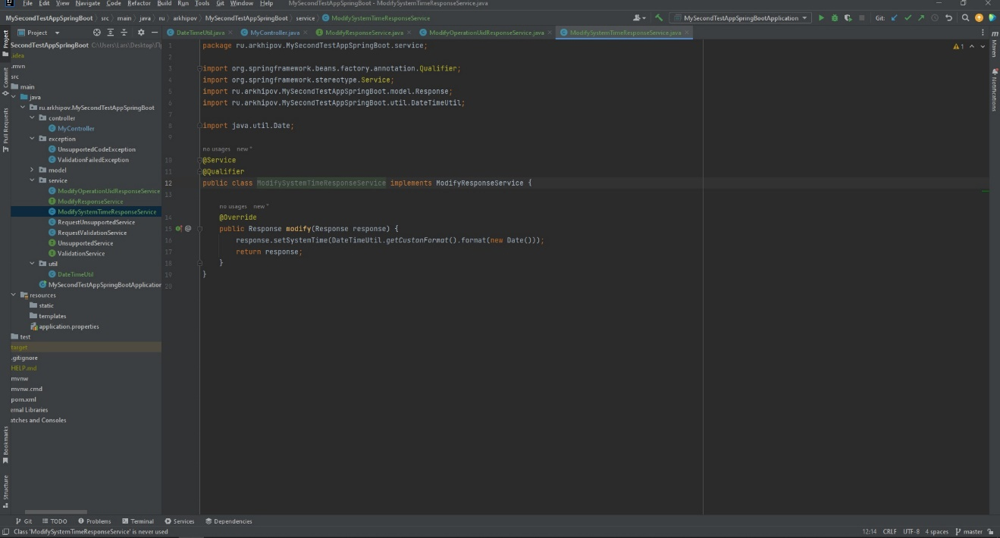 File Edit View Navigate Code Refactor Build Run Tools Git Window Help MySecondTestAppSpringBoot - ModifySystemTimeResponseService.java
MySecondTestAppSpringBoot src main java ru arkhipov MySecondTestAppSpringBoot service ModifySystemTimeResponseService
MySecondTestAppSpringBootApplication Git:
Project
DateTimeUtil.java MyController.java ModifyResponseService.java ModifyOperationUidResponseService.java ModifySystemTimeResponseService.java
Project
Commit
Pull Requests
Bookmarks
Structure
SecondTestAppSpringBoot C:\Users\Lars\Desktop\
.idea
.mvn
src
main
java
ru.arkhipov.MySecondTestAppSpringBoot
controller
MyController
exception
UnsupportedCodeException
ValidationFailedException
model
service
ModifyOperationUidResponseService
ModifyResponseService
ModifySystemTimeResponseService
RequestUnsupportedService
RequestValidationService
UnsupportedService
ValidationService
util
DateTimeUtil
MySecondTestAppSpringBootApplication
resources
static
templates
application.properties
test
target
.gitignore
HELP.md
mvnw
mvnw.cmd
pom.xml
ernal Libraries
atches and Consoles
1 package ru.arkhipov.MySecondTestAppSpringBoot.service;
2
3 import org.springframework.beans.factory.annotation.Qualifier;
4 import org.springframework.stereotype.Service;
5 import ru.arkhipov.MySecondTestAppSpringBoot.model.Response;
6 import ru.arkhipov.MySecondTestAppSpringBoot.util.DateTimeUtil;
7
8 import java.util.Date;
9
no usages new *
10 @Service
11 @Qualifier
12 public class ModifySystemTimeResponseService implements ModifyResponseService {
13
no usages new *
14 @Override
15 @ public Response modify(Response response) {
16 response.setSystemTime(DateTimeUtil.getCustonFormat().format(new Date()));
17 return response;
18 }
19 }
20
1
m
Maven
Notifications
Git TODO Problems Terminal Services Dependencies
Class 'ModifySystemTimeResponseService' is never used
12:14 CRLF UTF-8 4 spaces master